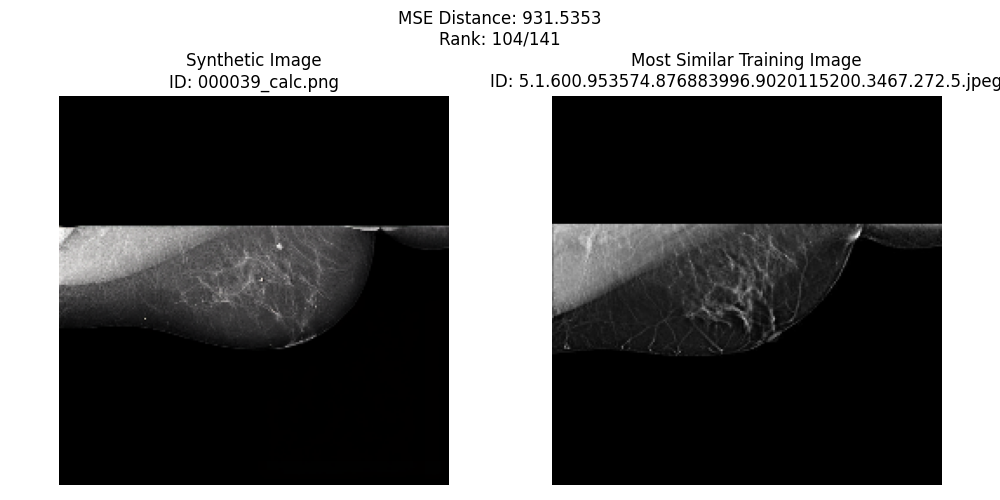 MSE Distance: 931.5353
Rank: 104/141
Synthetic Image
ID: 000039_calc.png
Most Similar Training Image
ID: 5.1.600.953574.876883996.9020115200.3467.272.5.jpeg